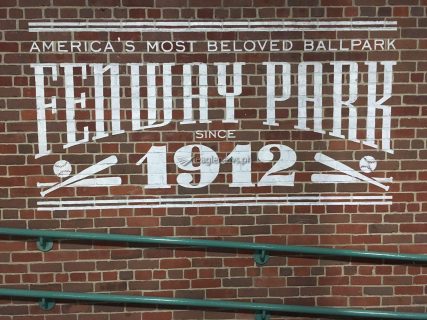 AMERICA'S MOST BELOVED BALLPARK
FENWAY PARK
SINCE
1912